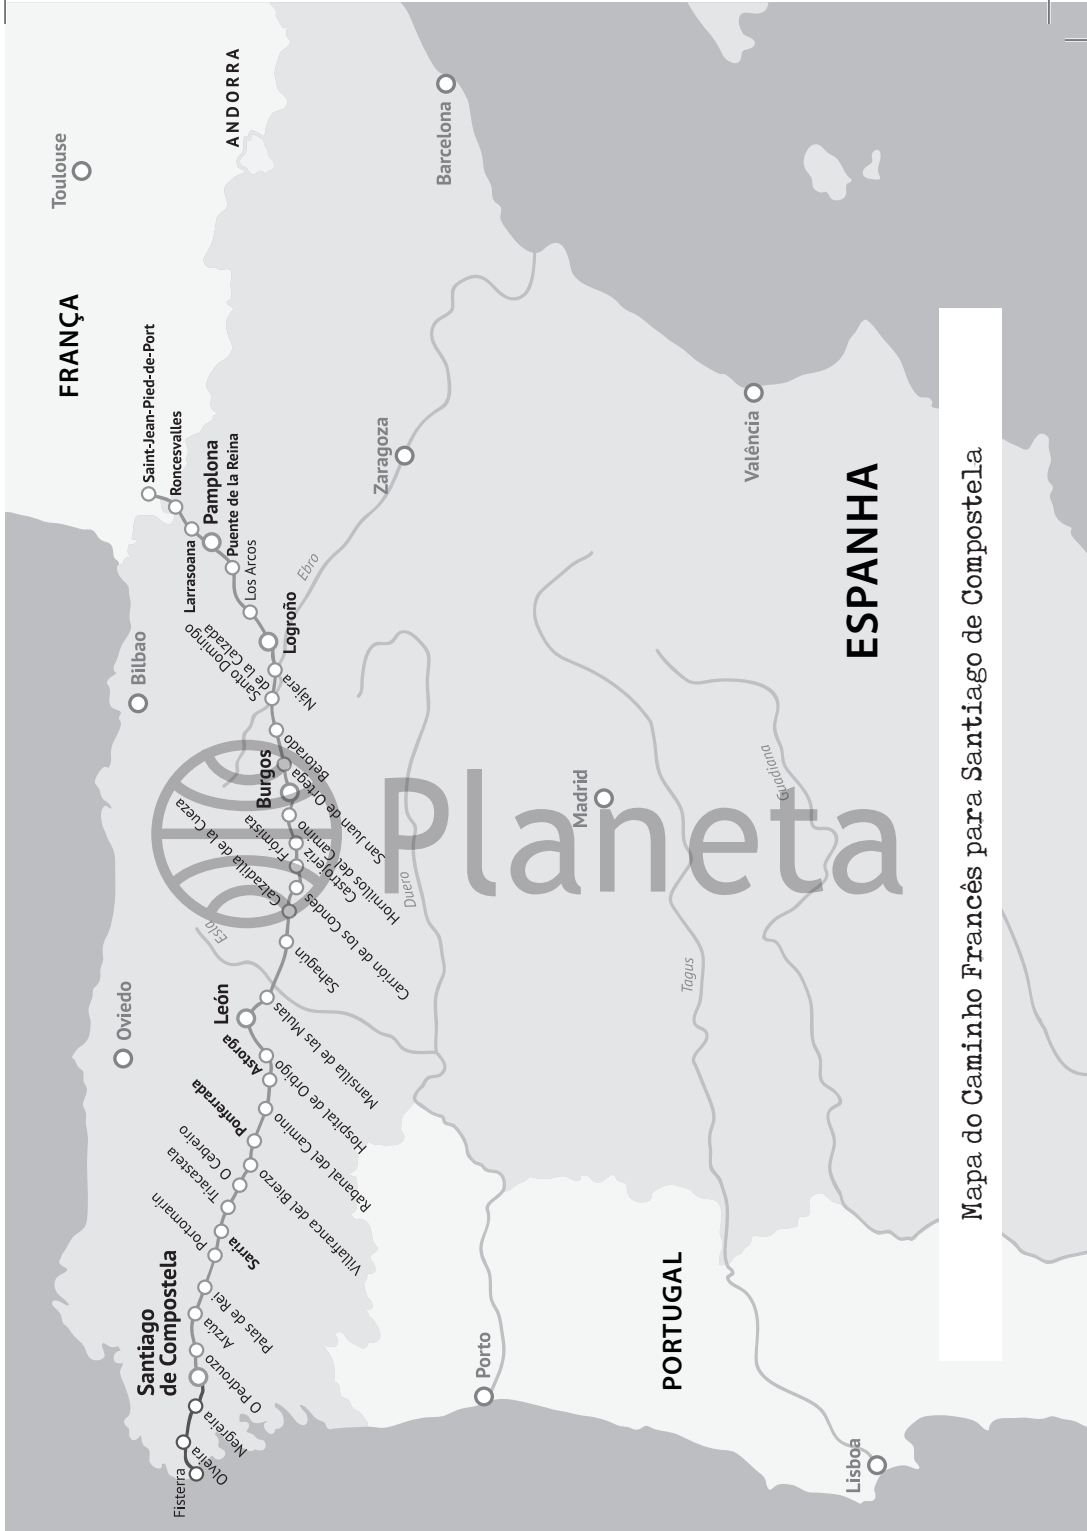 Mapa do Caminho Francês para Santiago de Compostela
FRANÇA
Toulouse
ANDORRA
Barcelona
Zaragoza
Valência
ESPANHA
Bilbao
Oviedo
Madrid
PORTUGAL
Porto
Lisboa
Ebro
Duero
Esla
Tagus
Guadiana
Saint-Jean-Pied-de-Port
Roncesvalles
Larrasoana
Pamplona
Puente de la Reina
Los Arcos
Logroño
Nájera
Santo Domingo
de la Calzada
Belorado
San Juan de Ortega
Burgos
Hornillos del Camino
Castrojeriz
Frómista
Carrión de los Condes
Calzadilla de la Cueza
Sahagún
Mansilla de las Mulas
León
Hospital de Orbigo
Astorga
Rabanal del Camino
Ponferrada
Villafranca del Bierzo
O Cebreiro
Triacastela
Sarria
Portomarín
Palas de Rei
Arzúa
O Pedrouzo
Santiago
de Compostela
Negreira
Olveira
Fisterra
Planeta